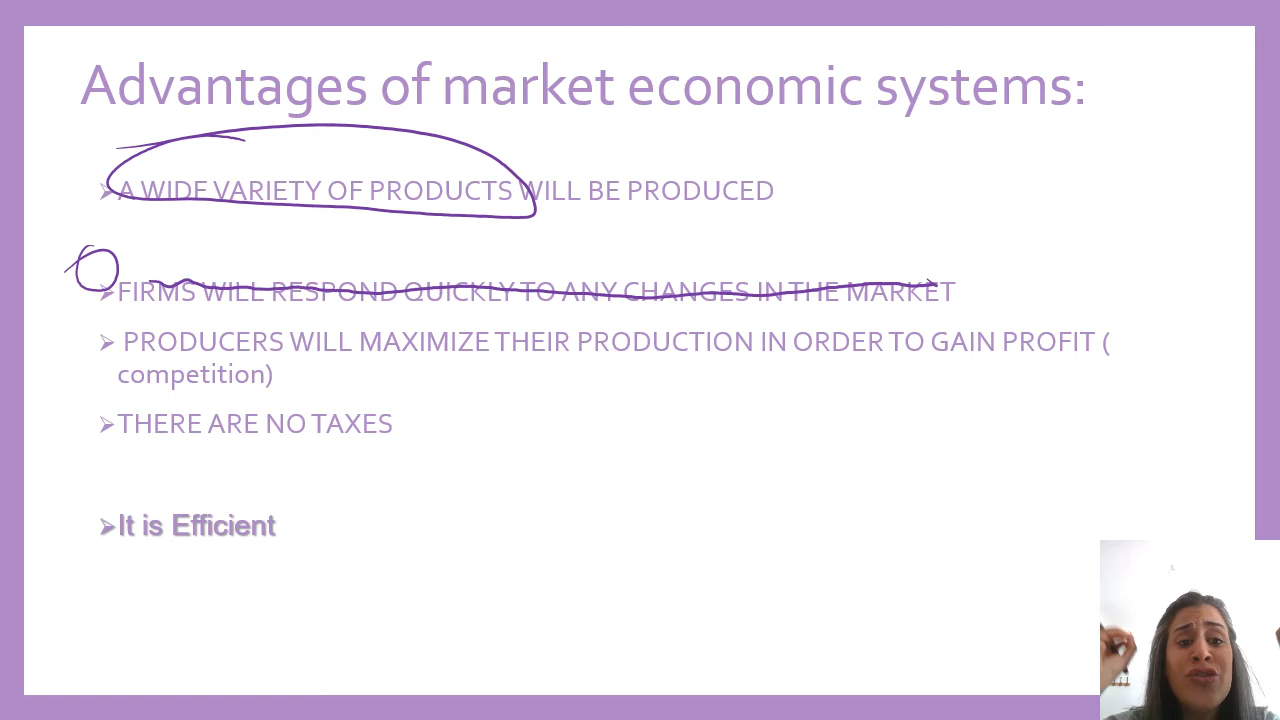 Advantages of market economic systems:
➢A WIDE VARIETY OF PRODUCTS WILL BE PRODUCED
➢FIRMS WILL RESPOND QUICKLY TO ANY CHANGES IN THE MARKET
➢ PRODUCERS WILL MAXIMIZE THEIR PRODUCTION IN ORDER TO GAIN PROFIT (
competition)
➢THERE ARE NO TAXES
➢It is Efficient